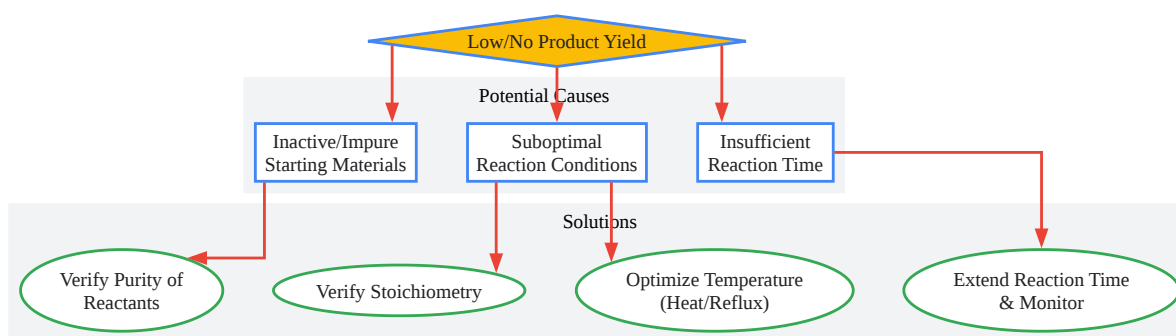 Low/No Product Yield
Potential Causes
Inactive/Impure
Starting Materials
Suboptimal
Reaction Conditions
Insufficient
Reaction Time
Solutions
Verify Purity of
Reactants
Verify Stoichiometry
Optimize Temperature
(Heat/Reflux)
Extend Reaction Time
& Monitor